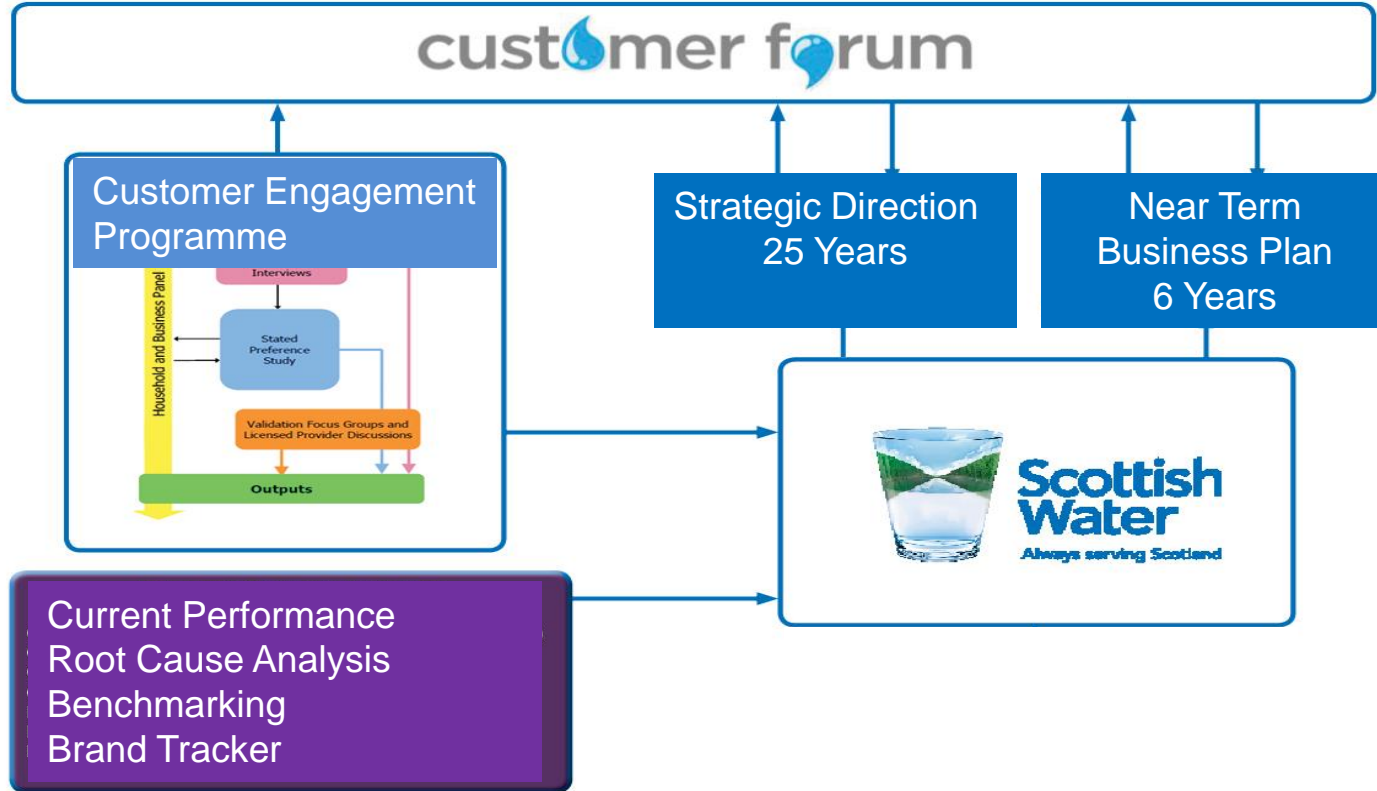 customer forum
Customer Engagement
Programme
Strategic Direction
25 Years
Near Term
Business Plan
6 Years
Household and Business Panel
Interviews
Stated
Preference
Study
Validation Focus Groups and
Licensed Provider Discussions
Outputs
Scottish
Water
Always serving Scotland
Current Performance
Root Cause Analysis
Benchmarking
Brand Tracker